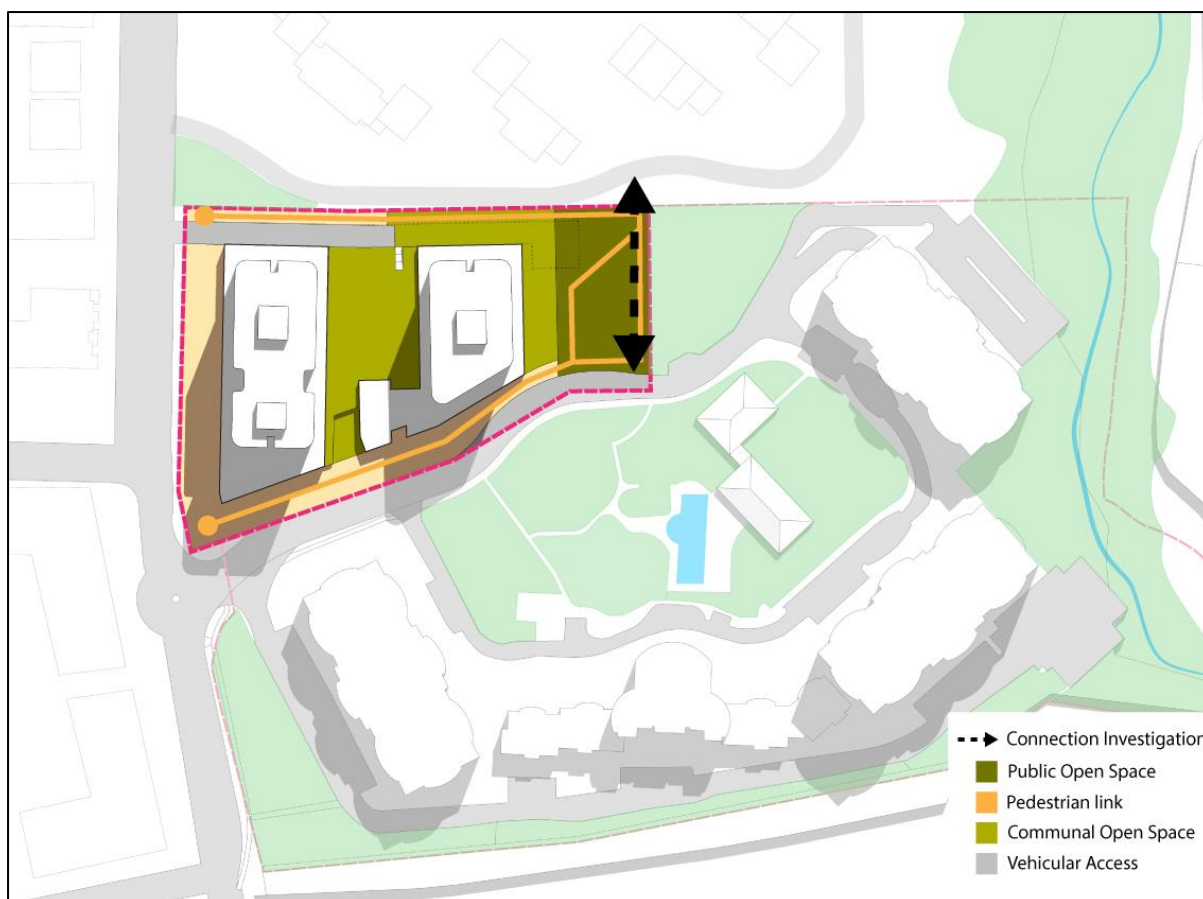 Connection Investigation
Public Open Space
Pedestrian link
Communal Open Space
Vehicular Access